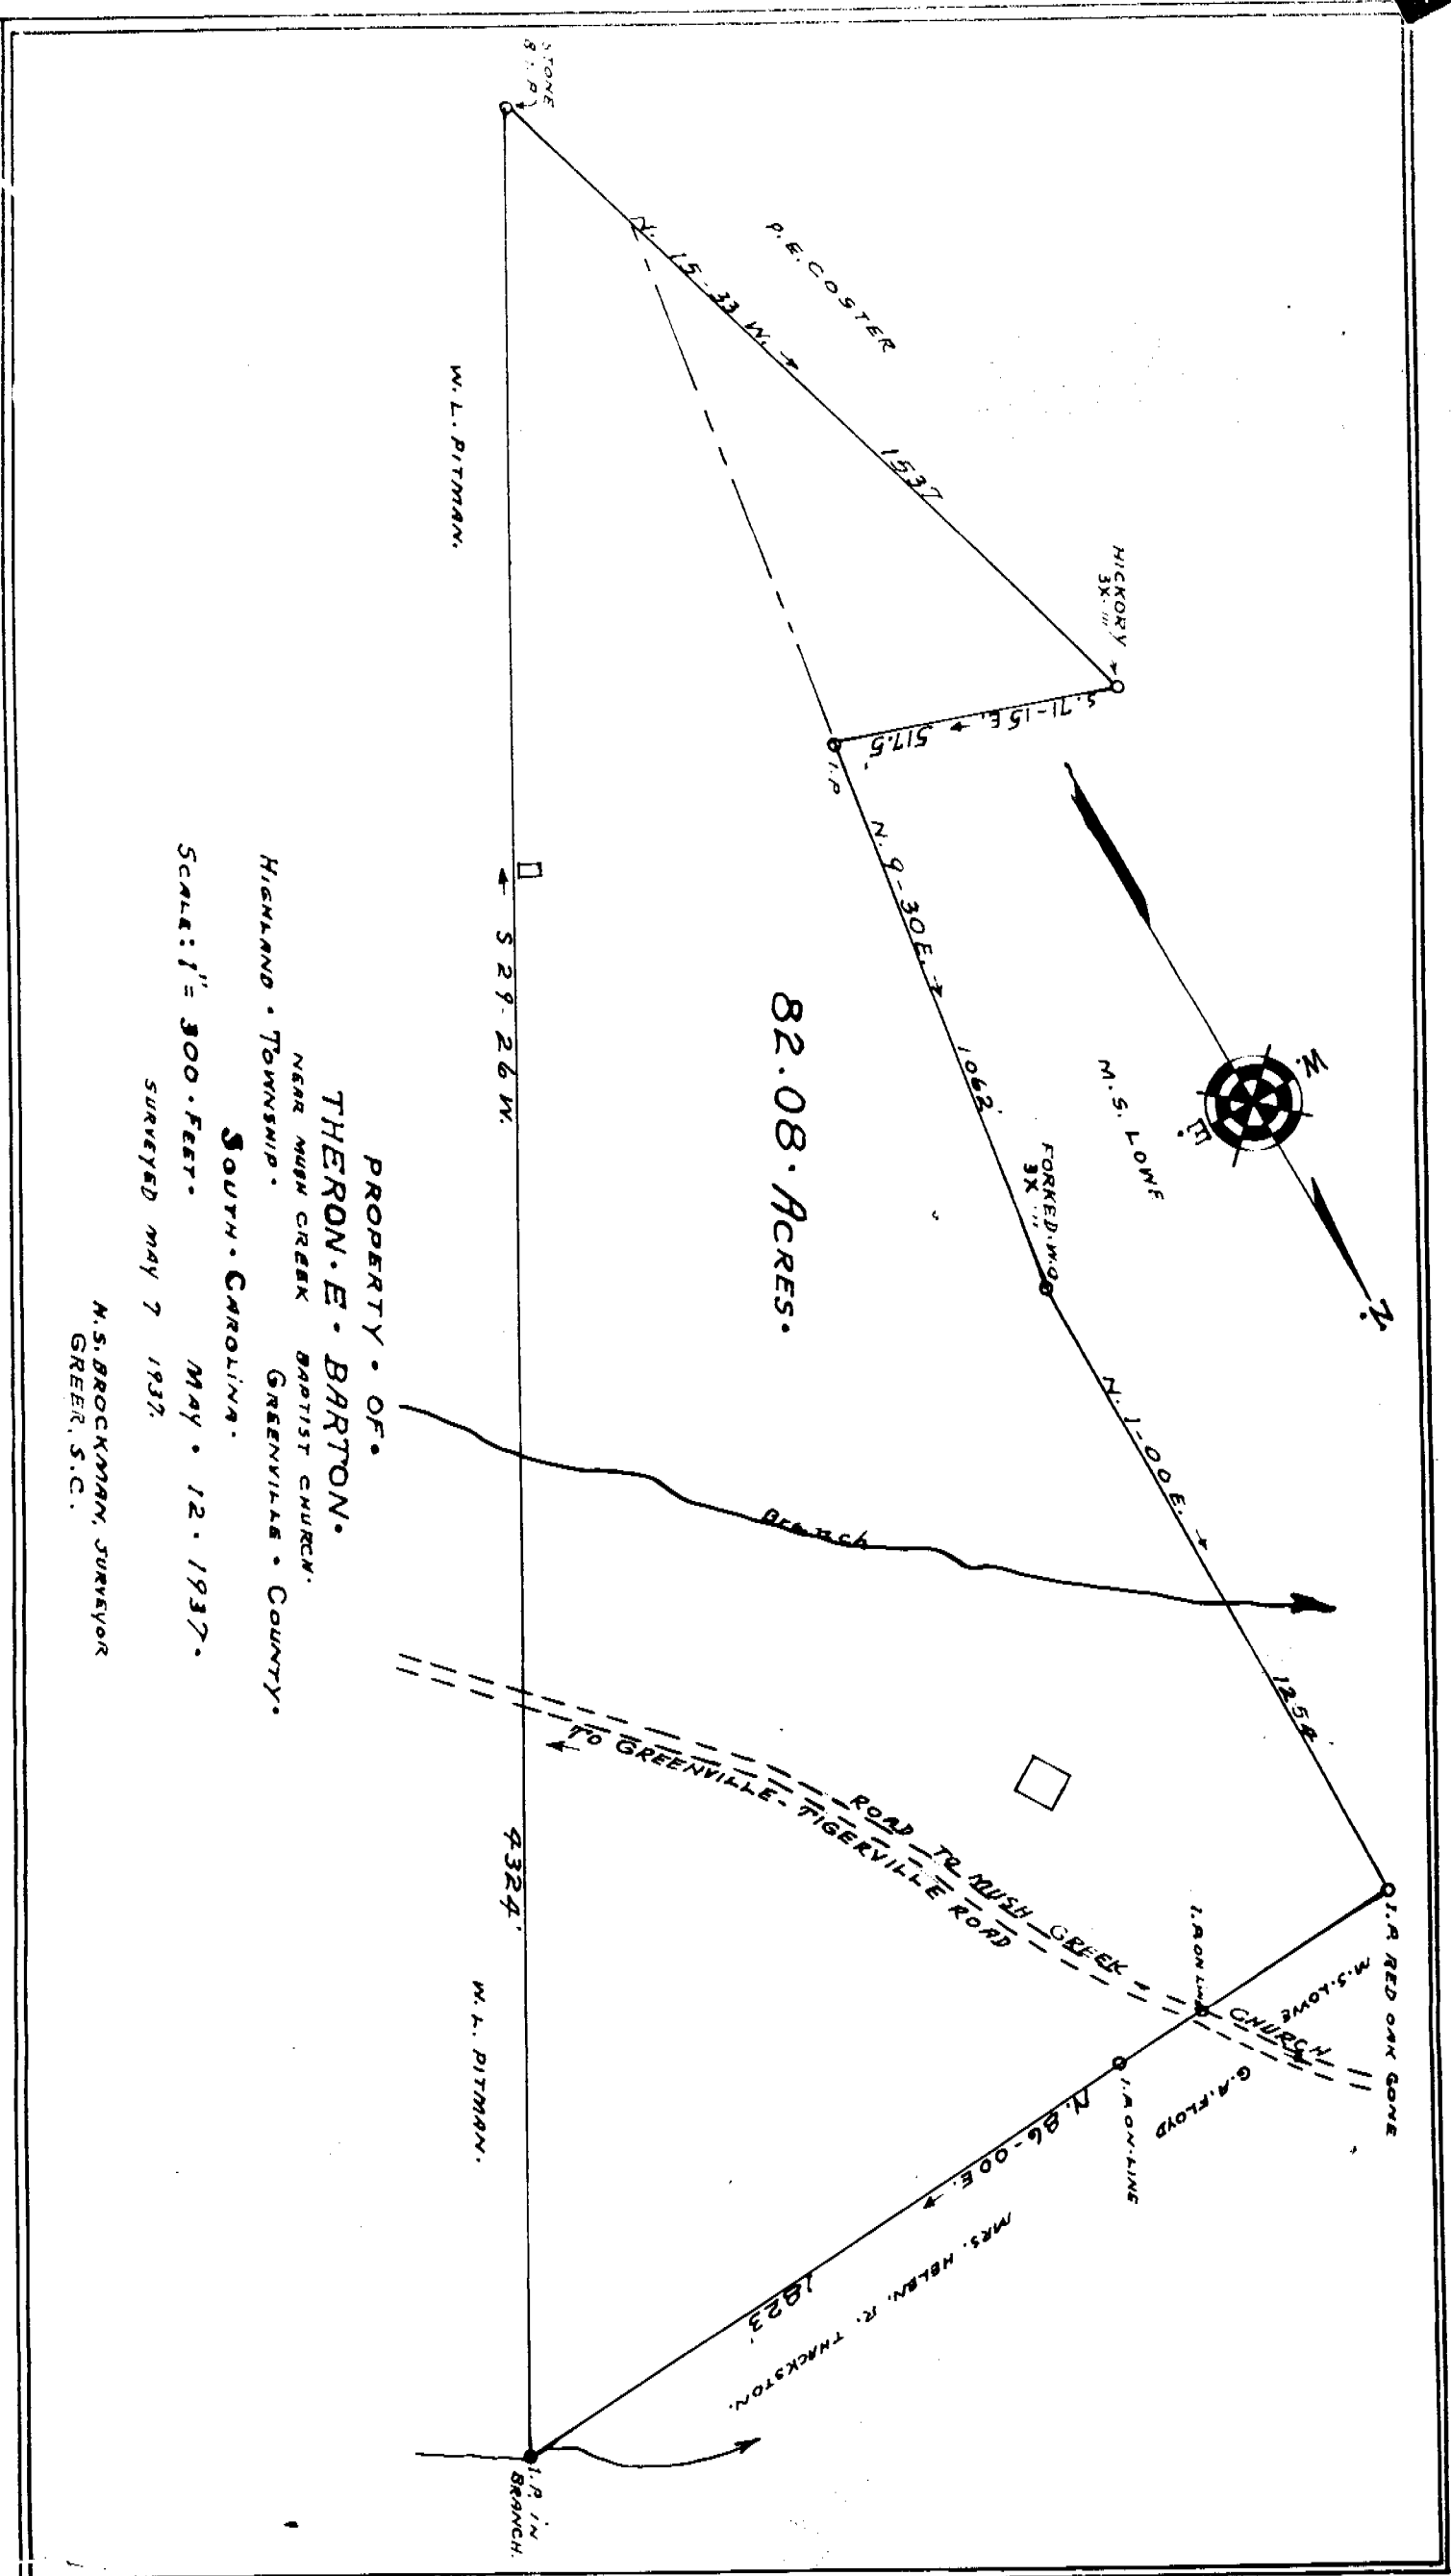 STONE
& I.P.
P.E. COSTER
N. 15-33 W.
1537
HICKORY
3X.'''
S. 71-15 E.
517.5'
I.P
N. 9-30 E.
1062'
FORKED.W.O
3X '''
M.S. LOWE
W.
E.
N.
N. 1-00 E.
1254'
I.P. RED OAK GONE
M.S. LOWE
I.P. ON LINE
G.A. FLOYD
I.P. ON-LINE
N. 86-00 E.
1823'
MRS. HELEN. R. THACKSTON.
I.P. IN
BRANCH.
82.08. ACRES.
Branch
ROAD TO MUSH CREEK CHURCH
TO GREENVILLE-TIGERVILLE ROAD
W.L. PITMAN.
S 29-26 W.
4324'
W.L. PITMAN.
PROPERTY. OF.
THERON. E. BARTON.
NEAR MUSH CREEK BAPTIST CHURCH.
HIGHLAND. TOWNSHIP. GREENVILLE. COUNTY.
SOUTH. CAROLINA.
SCALE: 1" = 300. FEET. MAY. 12. 1937.
SURVEYED MAY 7 1937.
H.S. BROCKMAN, SURVEYOR
GREER, S.C.